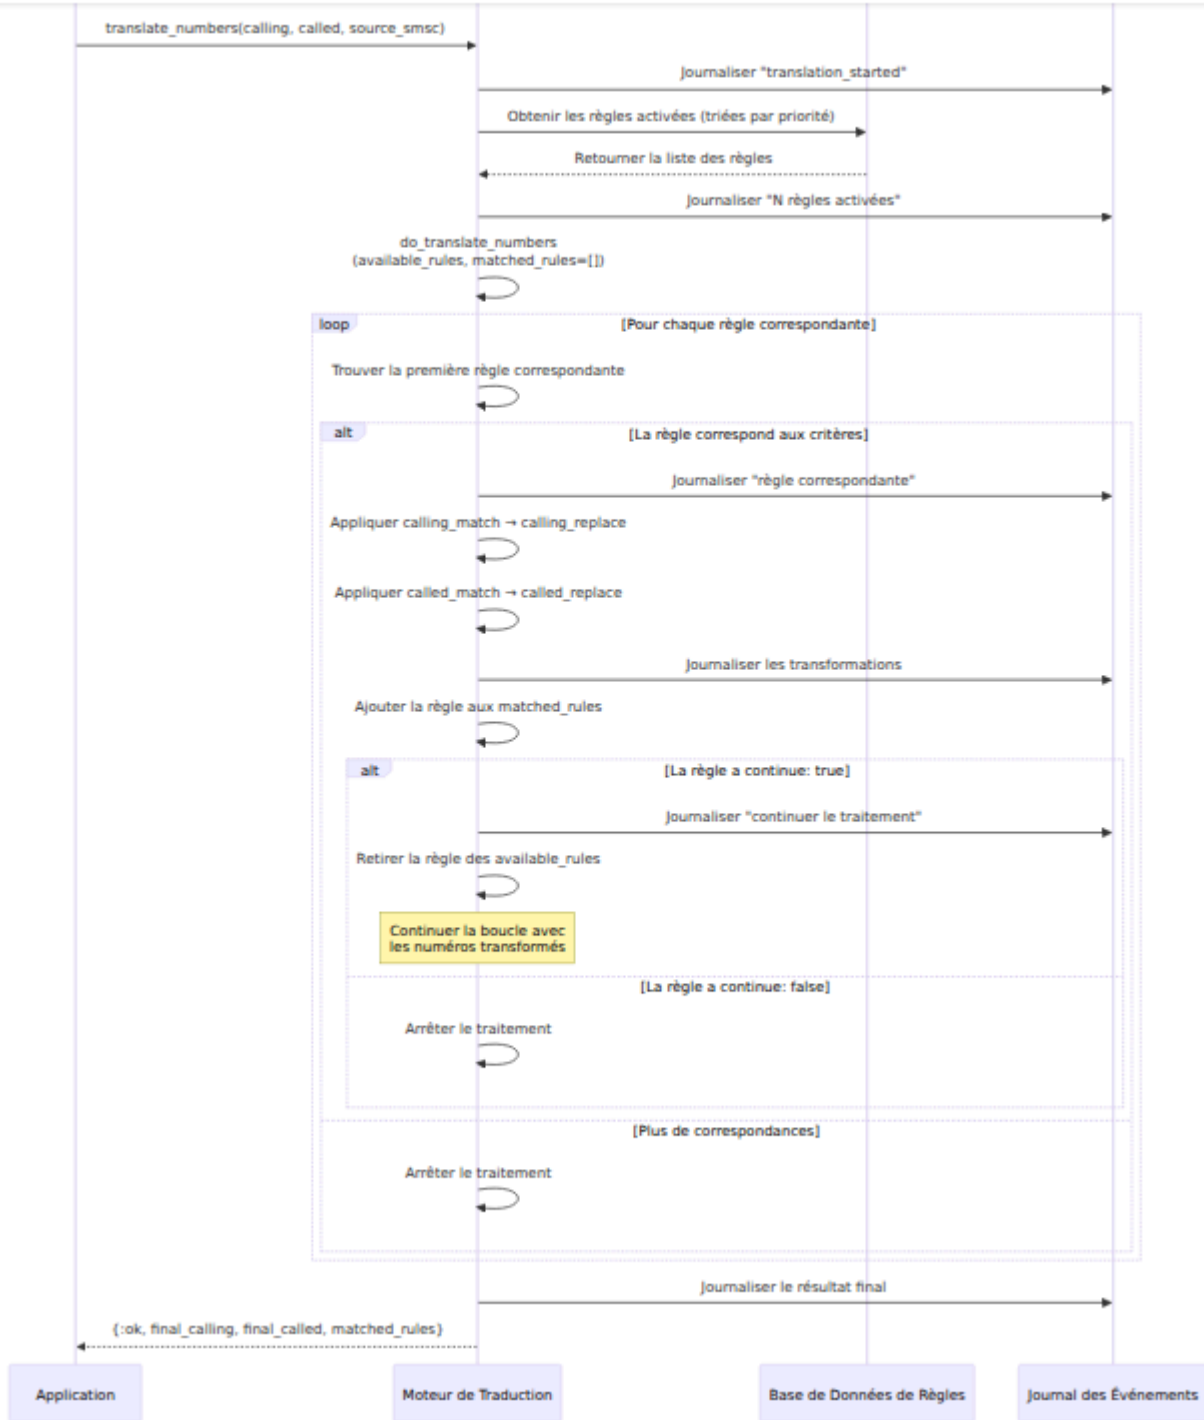 translate_numbers(calling, called, source_smsc)
Journaliser "translation_started"
Obtenir les règles activées (triées par priorité)
Retourner la liste des règles
Journaliser "N règles activées"
do_translate_numbers
(available_rules, matched_rules=[])
loop
[Pour chaque règle correspondante]
Trouver la première règle correspondante
alt
[La règle correspond aux critères]
Journaliser "règle correspondante"
Appliquer calling_match → calling_replace
Appliquer called_match → called_replace
Journaliser les transformations
Ajouter la règle aux matched_rules
alt
[La règle a continue: true]
Journaliser "continuer le traitement"
Retirer la règle des available_rules
Continuer la boucle avec
les numéros transformés
[La règle a continue: false]
Arrêter le traitement
[Plus de correspondances]
Arrêter le traitement
Journaliser le résultat final
{:ok, final_calling, final_called, matched_rules}
Application
Moteur de Traduction
Base de Données de Règles
Journal des Événements